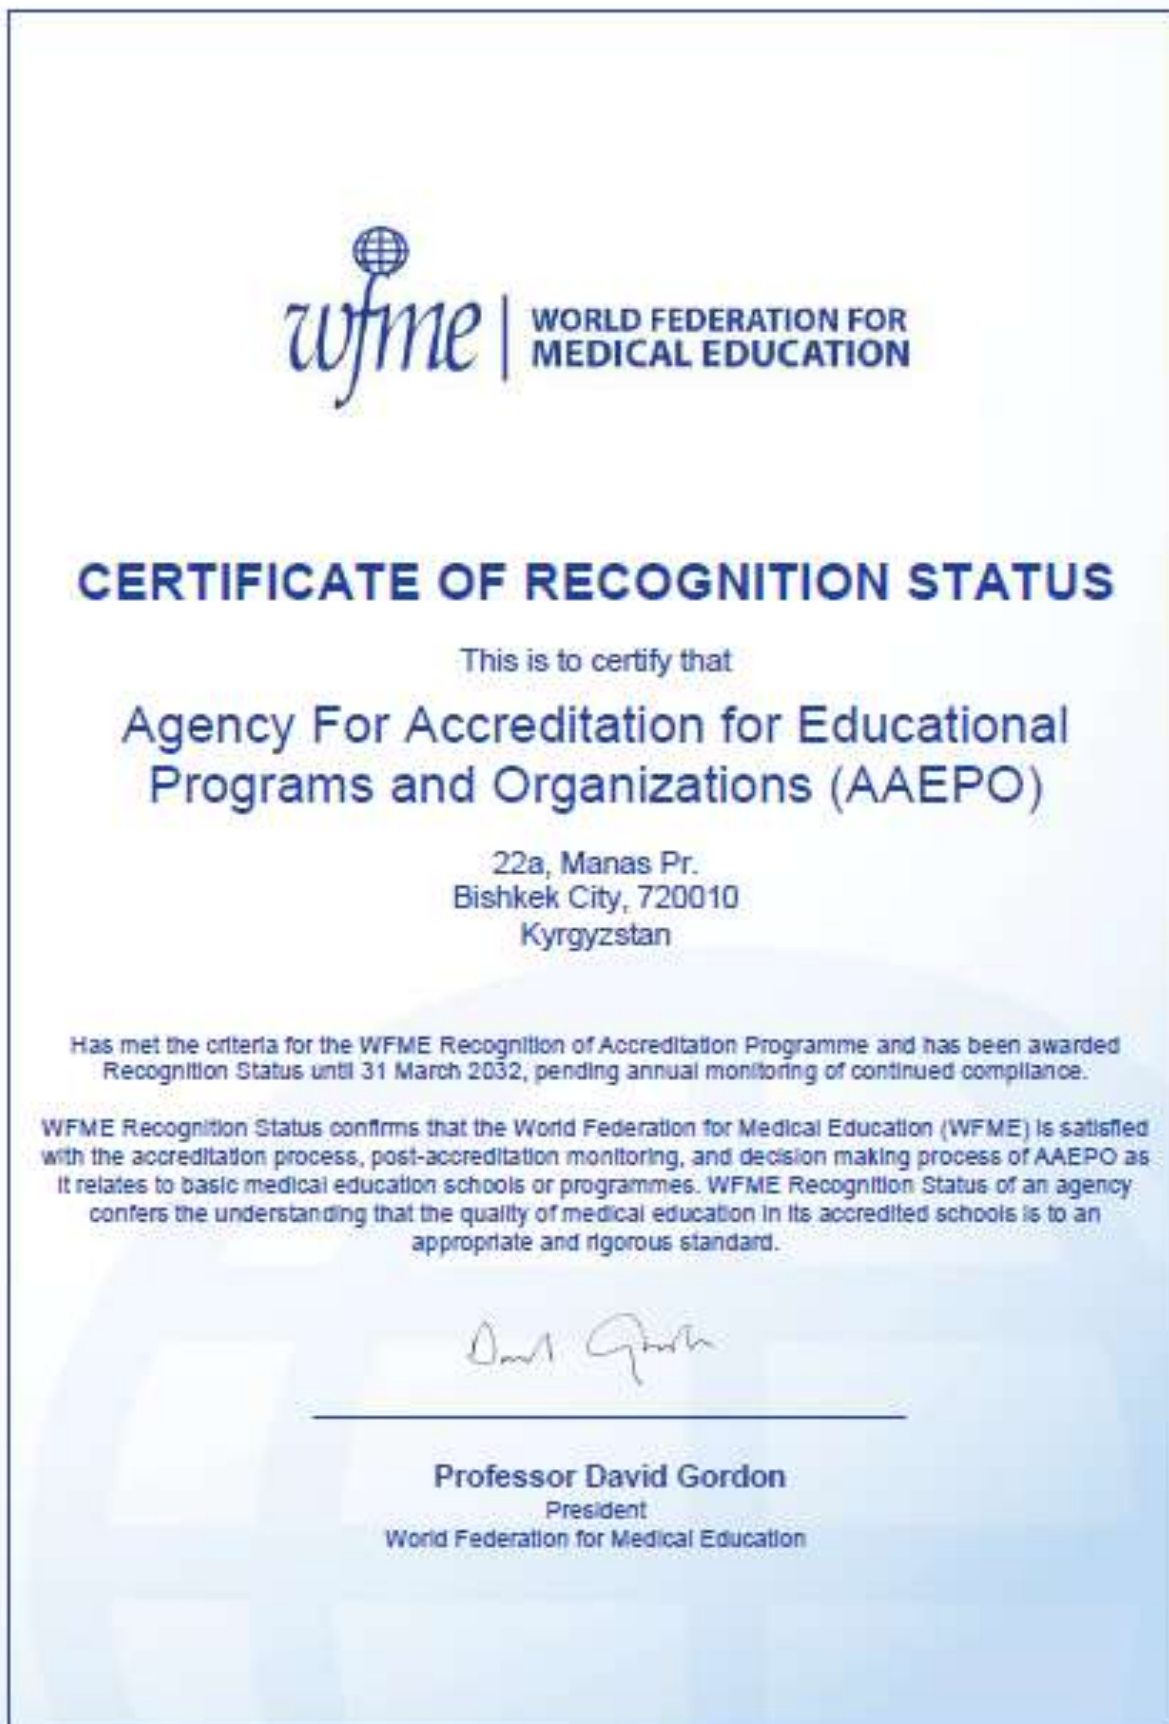 wfme
WORLD FEDERATION FOR
MEDICAL EDUCATION
CERTIFICATE OF RECOGNITION STATUS
This is to certify that
Agency For Accreditation for Educational
Programs and Organizations (AAEPO)
22a, Manas Pr.
Bishkek City, 720010
Kyrgyzstan
Has met the criteria for the WFME Recognition of Accreditation Programme and has been awarded
Recognition Status until 31 March 2032, pending annual monitoring of continued compliance.
WFME Recognition Status confirms that the World Federation for Medical Education (WFME) is satisfied
with the accreditation process, post-accreditation monitoring, and decision making process of AAEPO as
it relates to basic medical education schools or programmes. WFME Recognition Status of an agency
confers the understanding that the quality of medical education in its accredited schools is to an
appropriate and rigorous standard.
David Gordon
Professor David Gordon
President
World Federation for Medical Education